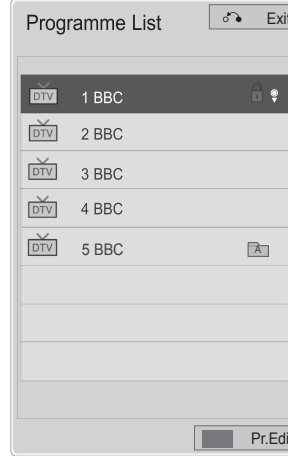 Programme List
Exit
DTV 1 BBC
DTV 2 BBC
DTV 3 BBC
DTV 4 BBC
DTV 5 BBC A
Pr.Edi